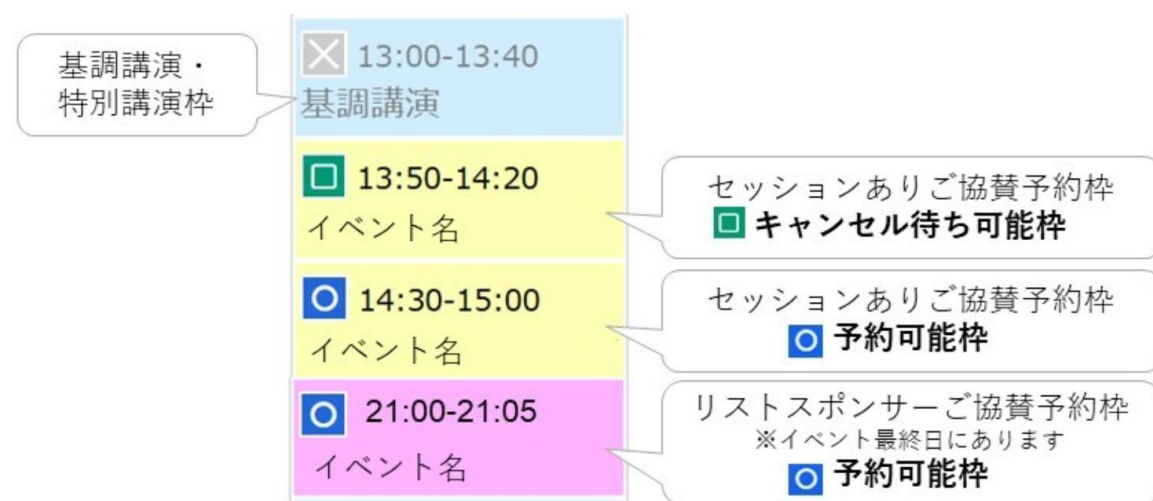 基調講演・
特別講演枠
13:00-13:40
基調講演
13:50-14:20
イベント名
セッションありご協賛予約枠
キャンセル待ち可能枠
14:30-15:00
イベント名
セッションありご協賛予約枠
予約可能枠
21:00-21:05
イベント名
リストスポンサーご協賛予約枠
※イベント最終日にあります
予約可能枠